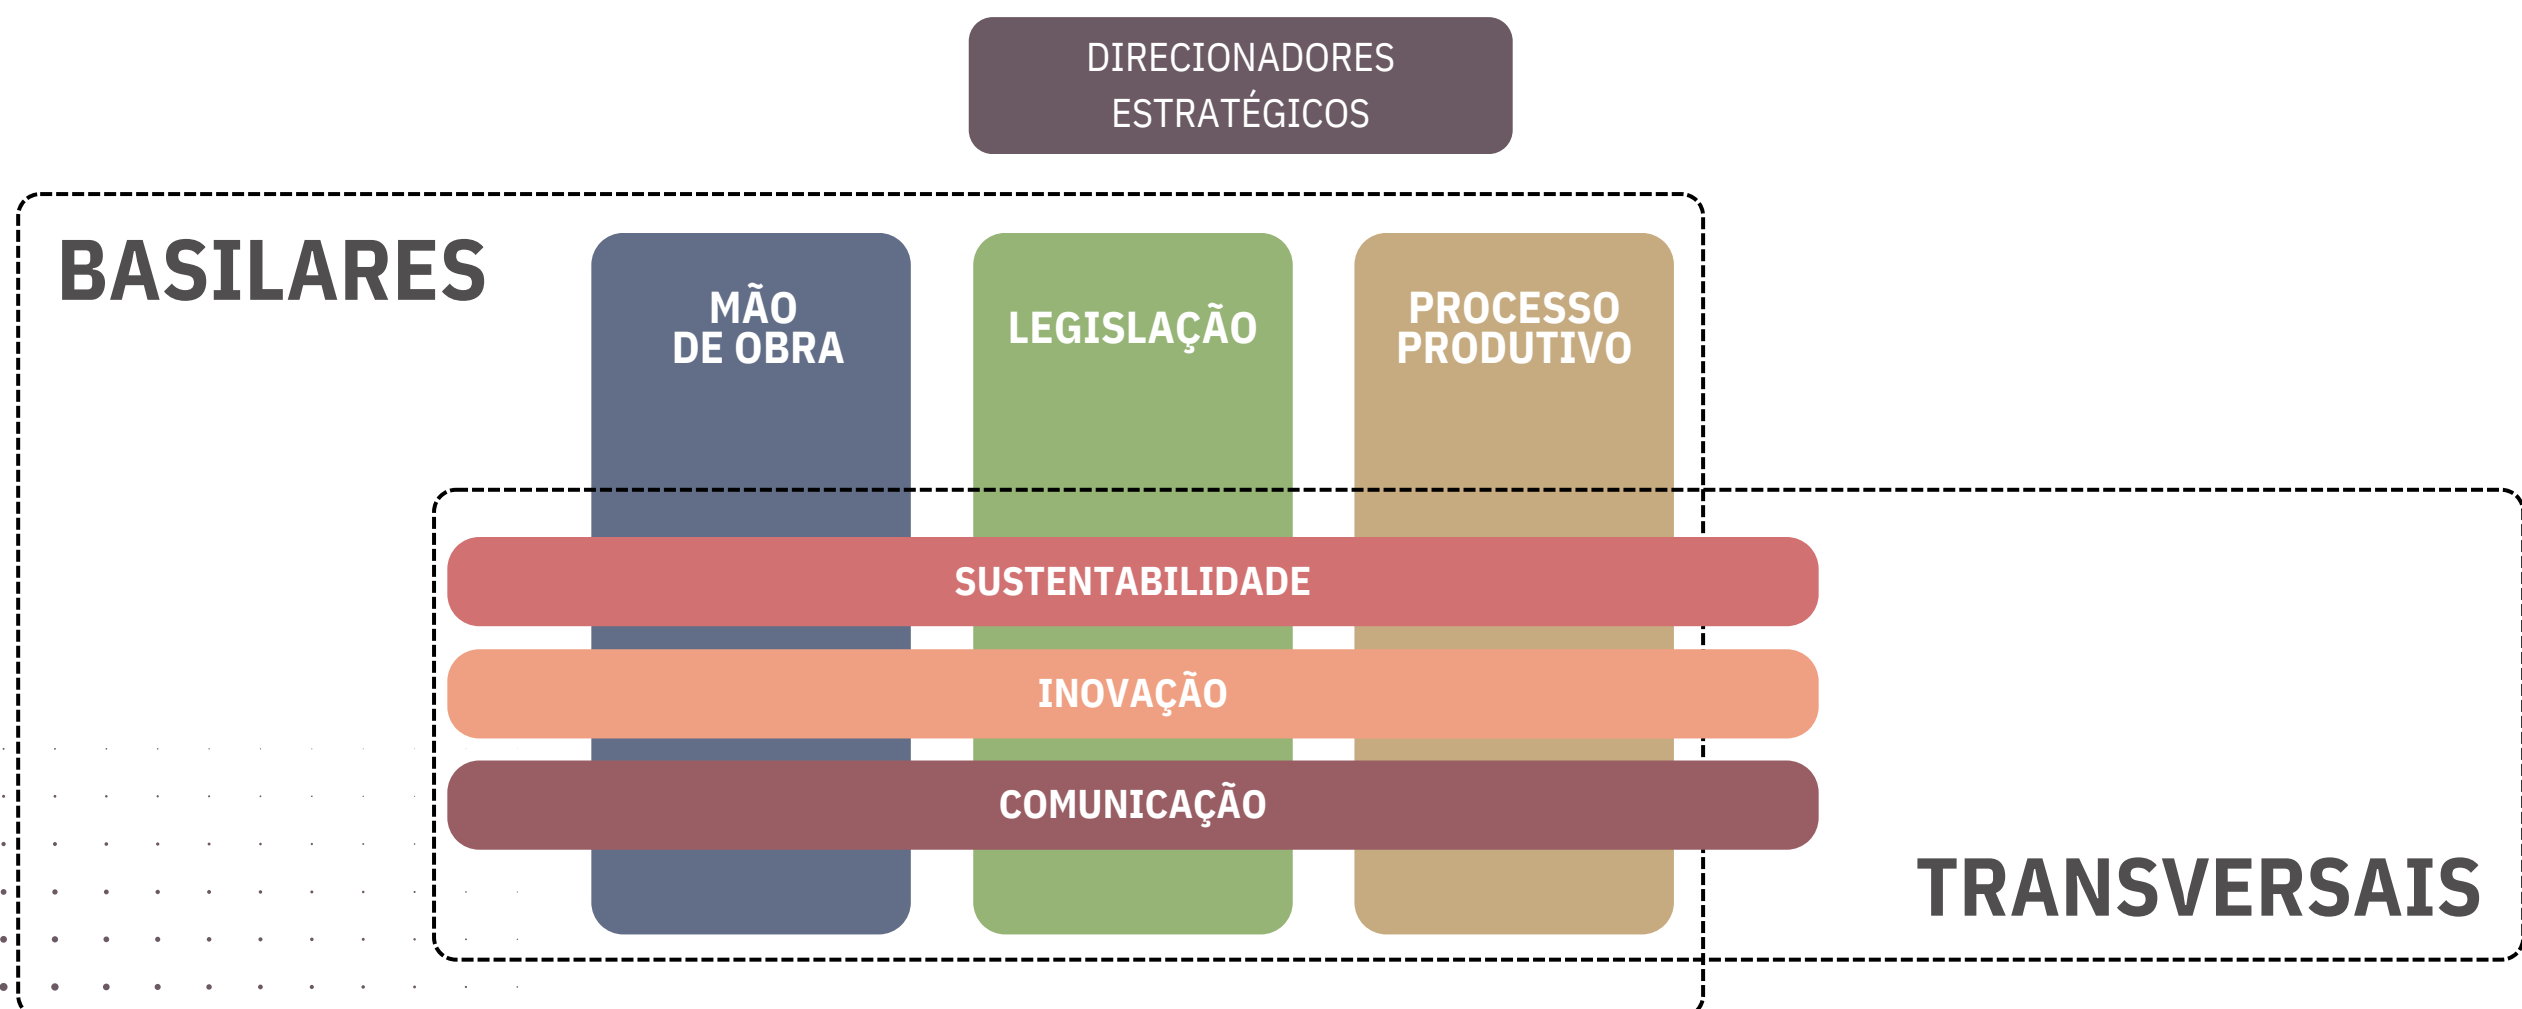 DIRECIONADORES
ESTRATÉGICOS
BASILARES
MÃO
DE OBRA
LEGISLAÇÃO
PROCESSO
PRODUTIVO
SUSTENTABILIDADE
INOVAÇÃO
COMUNICAÇÃO
TRANSVERSAIS